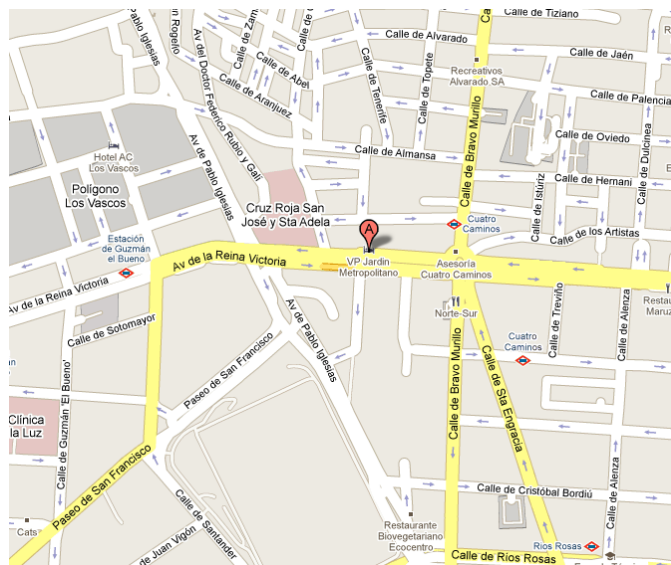 Calle de Tiziano
Calle de Alvarado
Calle de Jaén
Av de Pablo Iglesias
San Rogelio
Av del Doctor Federico Rubio y Galí
Calle de Abel
Calle de Aranjuez
Calle de Tenerife
Calle de Topete
Recreativos
Alvarado SA
Calle de Palencia
Calle de Bravo Murillo
Calle de Oviedo
Calle de Dulcinea
Calle de Almansa
Calle de Hernani
Calle de Istúriz
Hotel AC
Los Vascos
Polígono
Los Vascos
Av de Pablo Iglesias
Cruz Roja San
José y Sta Adela
A
Cuatro
Caminos
Calle de los Artistas
Estación
de Guzmán
el Bueno
Av de la Reina Victoria
VP Jardin
Metropolitano
Asesoría
Cuatro Caminos
Av de la Reina Victoria
Calle de Sotomayor
Av de Pablo Iglesias
Norte-Sur
Calle de Treviño
Calle de Alenza
Restau
Maruz
Cuatro
Caminos
Paseo de San Francisco
Calle de Bravo Murillo
Calle de Sta Engracia
Clínica
la Luz
Calle de Guzmán 'El Bueno'
Paseo de San Francisco
Calle de Santander
Calle de Alenza
Calle de Cristóbal Bordiú
Cats
de Juan Vigón
Restaurante
Biovegetariano
Ecocentro
Rios Rosas
Calle de Ríos Rosas